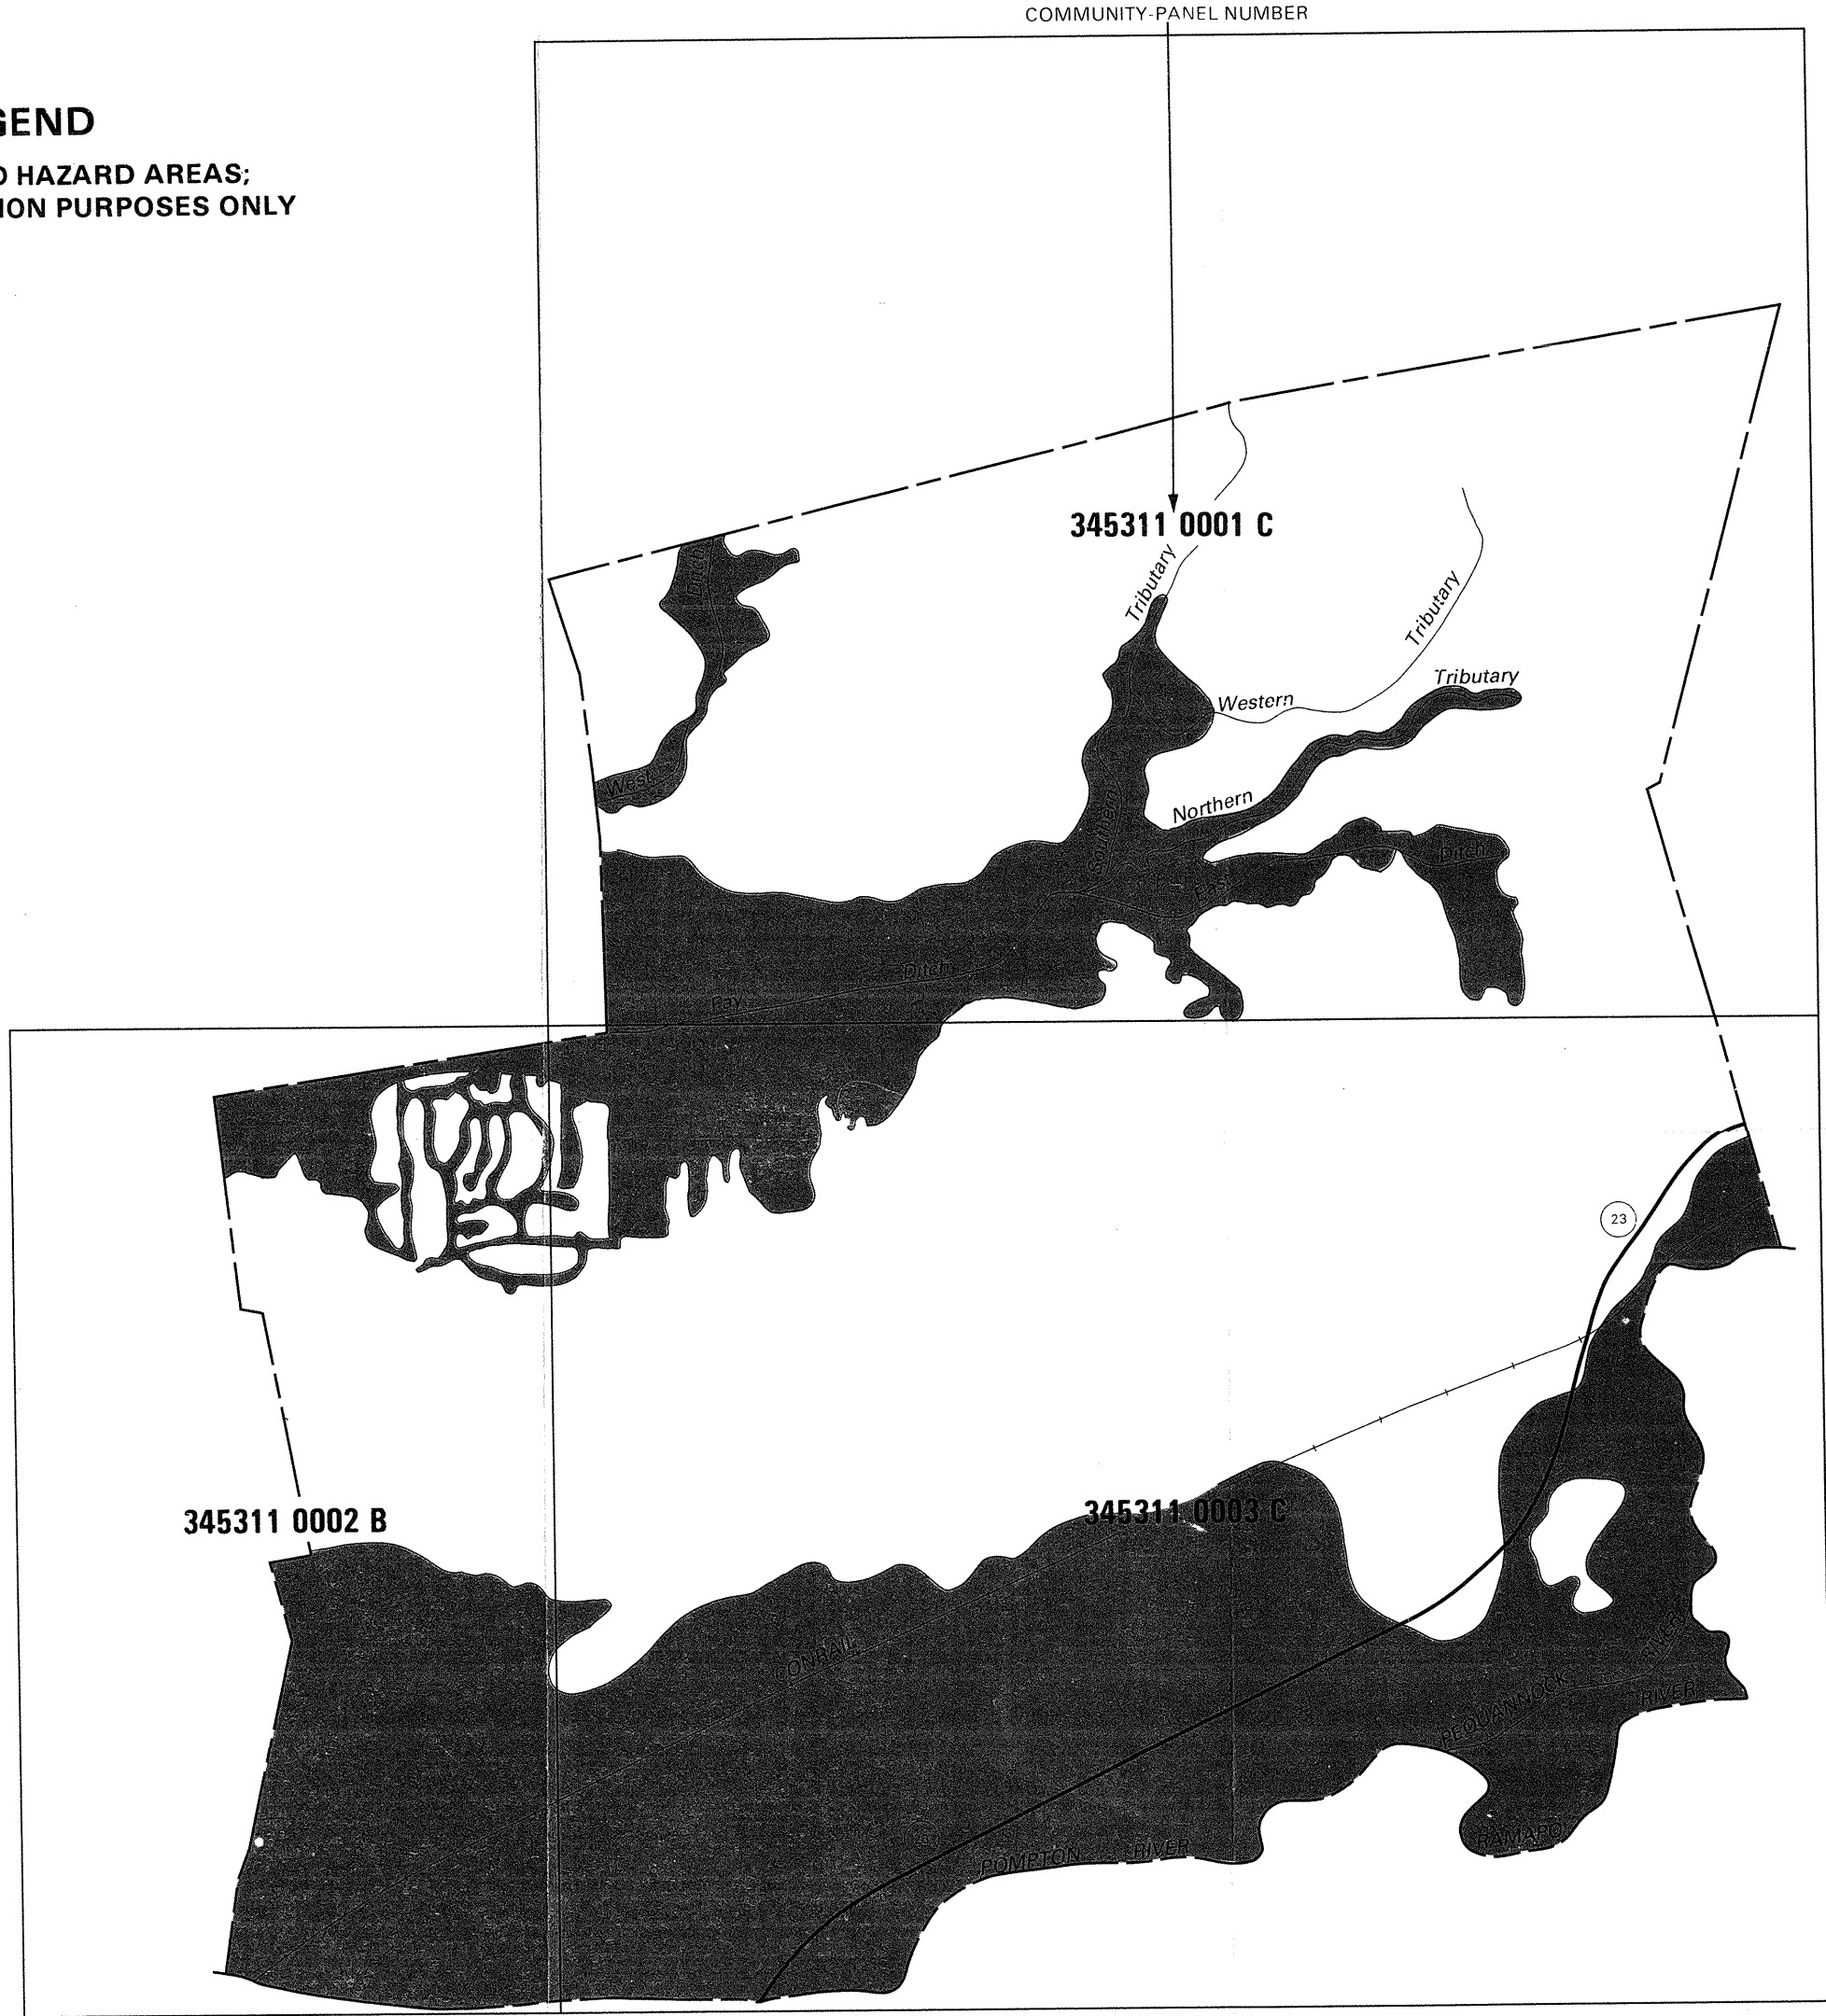 COMMUNITY-PANEL NUMBER
GEND
D HAZARD AREAS;
ION PURPOSES ONLY
345311 0001 C
Ditch
Tributary
Tributary
Tributary
Western
West
Northern
Southern
Ditch
East
Ditch
Fay
23
345311 0002 B
345311 0003 C
CONRAIL
RIVER
PEQUANNOCK
RIVER
RAMAPO
POMPTON RIVER